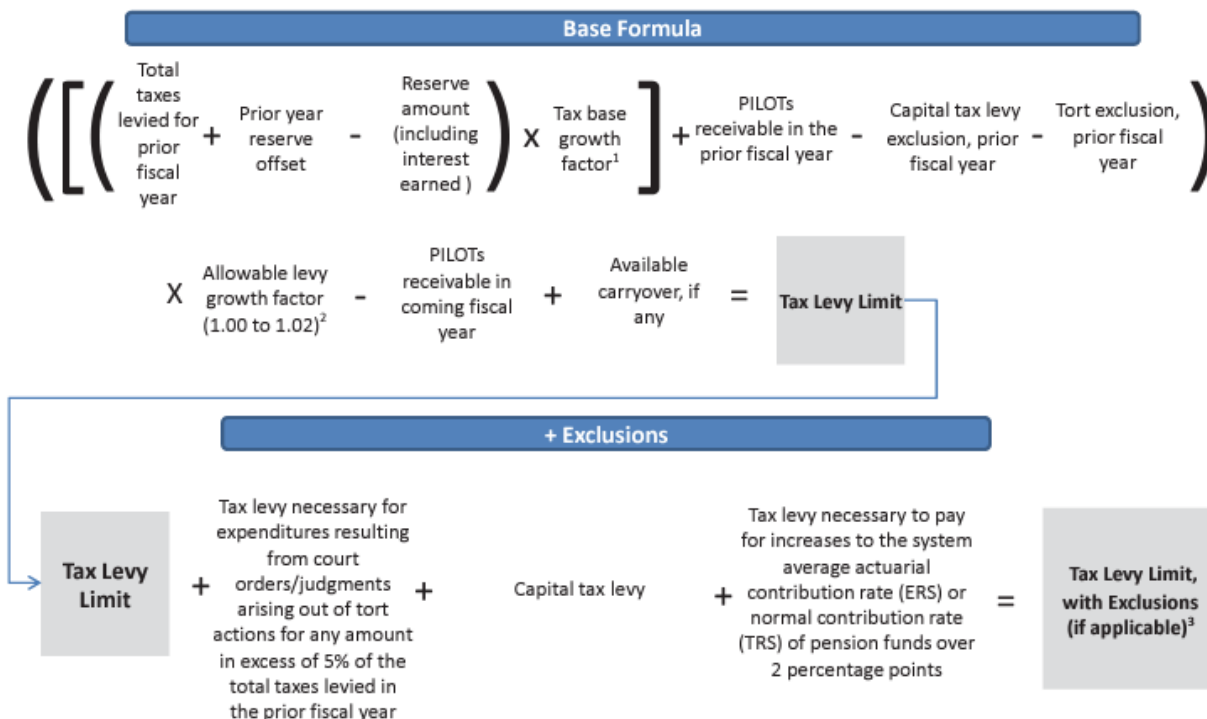 Base Formula
Total
taxes
levied for
prior
fiscal
year
+
Prior year
reserve
offset
-
Reserve
amount
(including
interest
earned )
X
Tax base
growth
factor¹
+
PILOTs
receivable in the
prior fiscal year
-
Capital tax levy
exclusion, prior
fiscal year
-
Tort exclusion,
prior fiscal
year
X
Allowable levy
growth factor
(1.00 to 1.02)²
-
PILOTs
receivable in
coming fiscal
year
+
Available
carryover, if
any
=
Tax Levy Limit
+ Exclusions
Tax Levy
Limit
+
Tax levy necessary for
expenditures resulting
from court
orders/judgments
arising out of tort
actions for any amount
in excess of 5% of the
total taxes levied in
the prior fiscal year
+
Capital tax levy
+
Tax levy necessary to pay
for increases to the system
average actuarial
contribution rate (ERS) or
normal contribution rate
(TRS) of pension funds over
2 percentage points
=
Tax Levy Limit,
with Exclusions
(if applicable)³